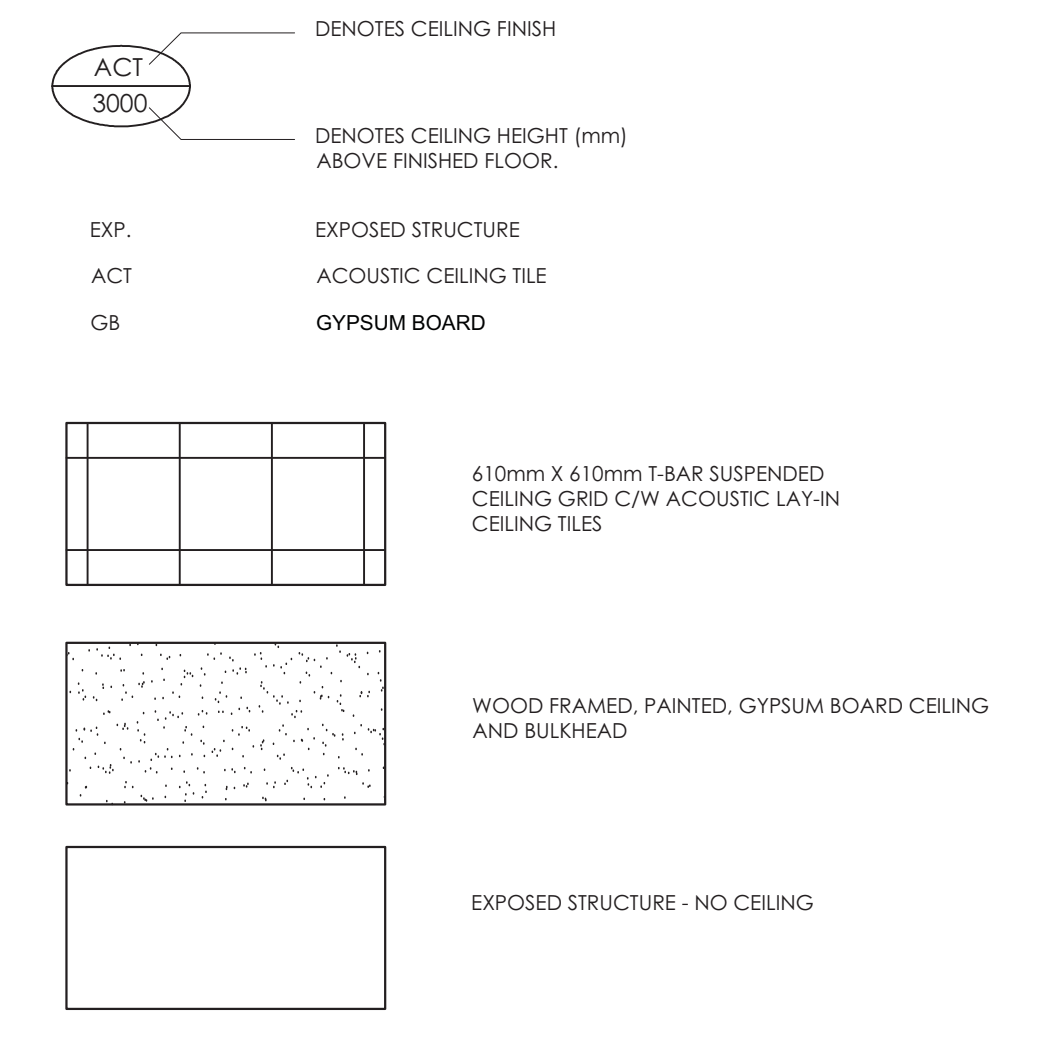 DENOTES CEILING FINISH
ACT
3000
DENOTES CEILING HEIGHT (mm)
ABOVE FINISHED FLOOR.
EXP. EXPOSED STRUCTURE
ACT ACOUSTIC CEILING TILE
GB GYPSUM BOARD
610mm X 610mm T-BAR SUSPENDED
CEILING GRID C/W ACOUSTIC LAY-IN
CEILING TILES
WOOD FRAMED, PAINTED, GYPSUM BOARD CEILING
AND BULKHEAD
EXPOSED STRUCTURE - NO CEILING